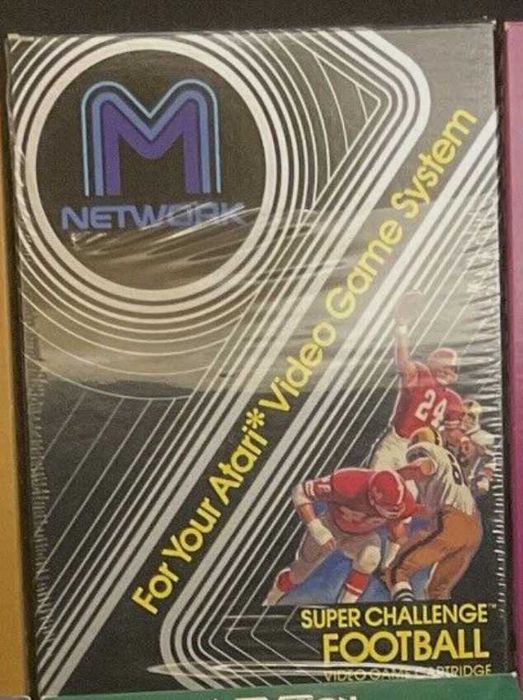 M
NETWORK
For Your Atari* Video Game System
24
SUPER CHALLENGE™
FOOTBALL
VIDEO GAME CARTRIDGE